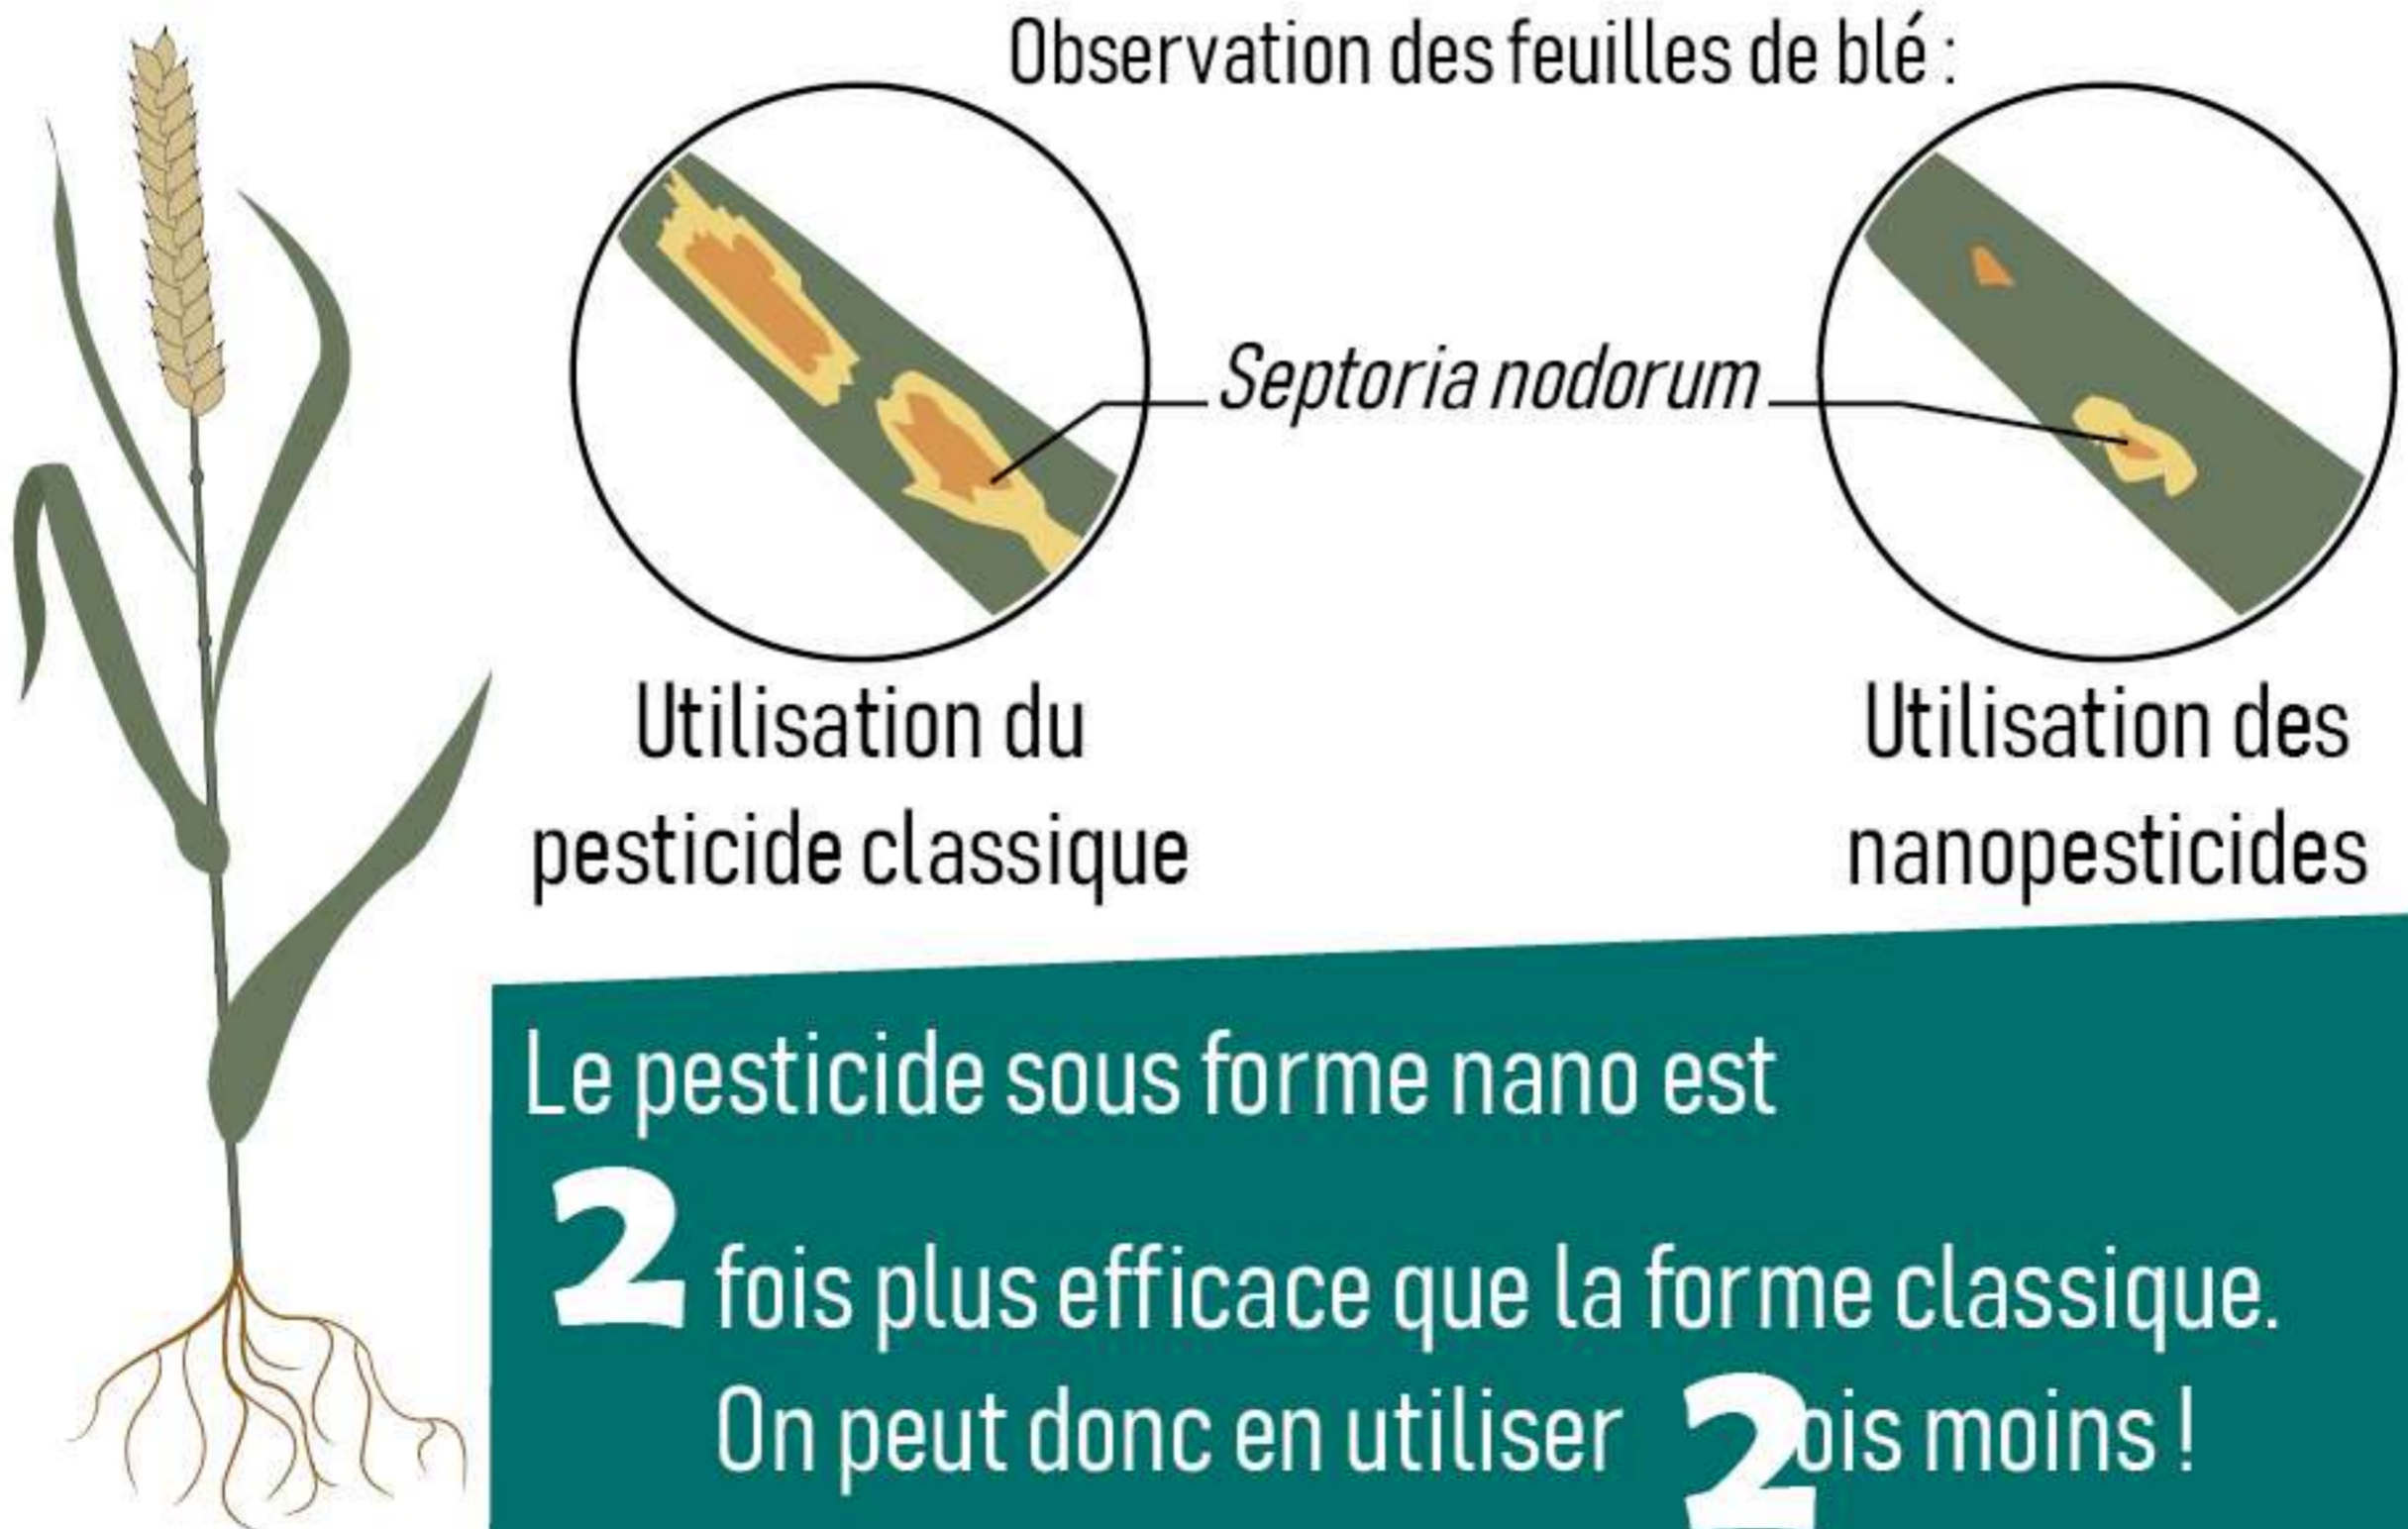 Observation des feuilles de blé :
Septoria nodorum
Utilisation du
pesticide classique
Utilisation des
nanopesticides
Le pesticide sous forme nano est
2 fois plus efficace que la forme classique.
On peut donc en utiliser 2 ois moins !